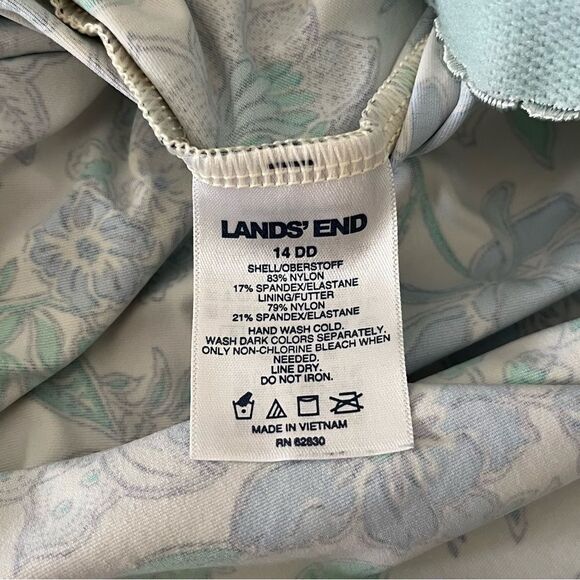 LANDS' END
14 DD
SHELL/OBERSTOFF
83% NYLON
17% SPANDEX/ELASTANE
LINING/FUTTER
79% NYLON
21% SPANDEX/ELASTANE
HAND WASH COLD.
WASH DARK COLORS SEPARATELY.
ONLY NON-CHLORINE BLEACH WHEN
NEEDED.
LINE DRY.
DO NOT IRON.
MADE IN VIETNAM
RN 62830